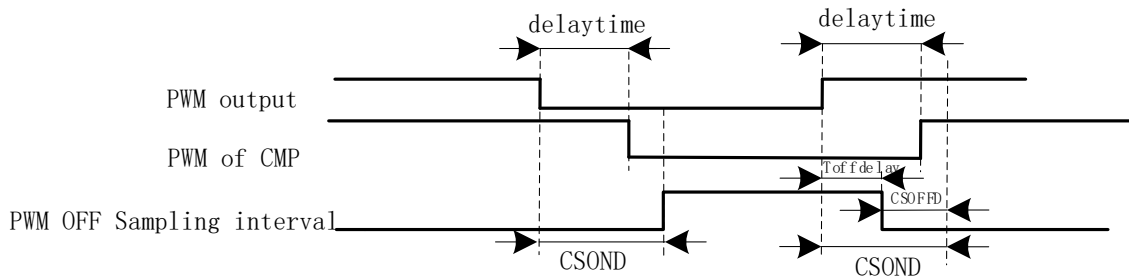 delaytime delaytime
PWM output
PWM of CMP
Toffdelay
CSOFFD
PWM OFF Sampling interval
CSOND CSOND